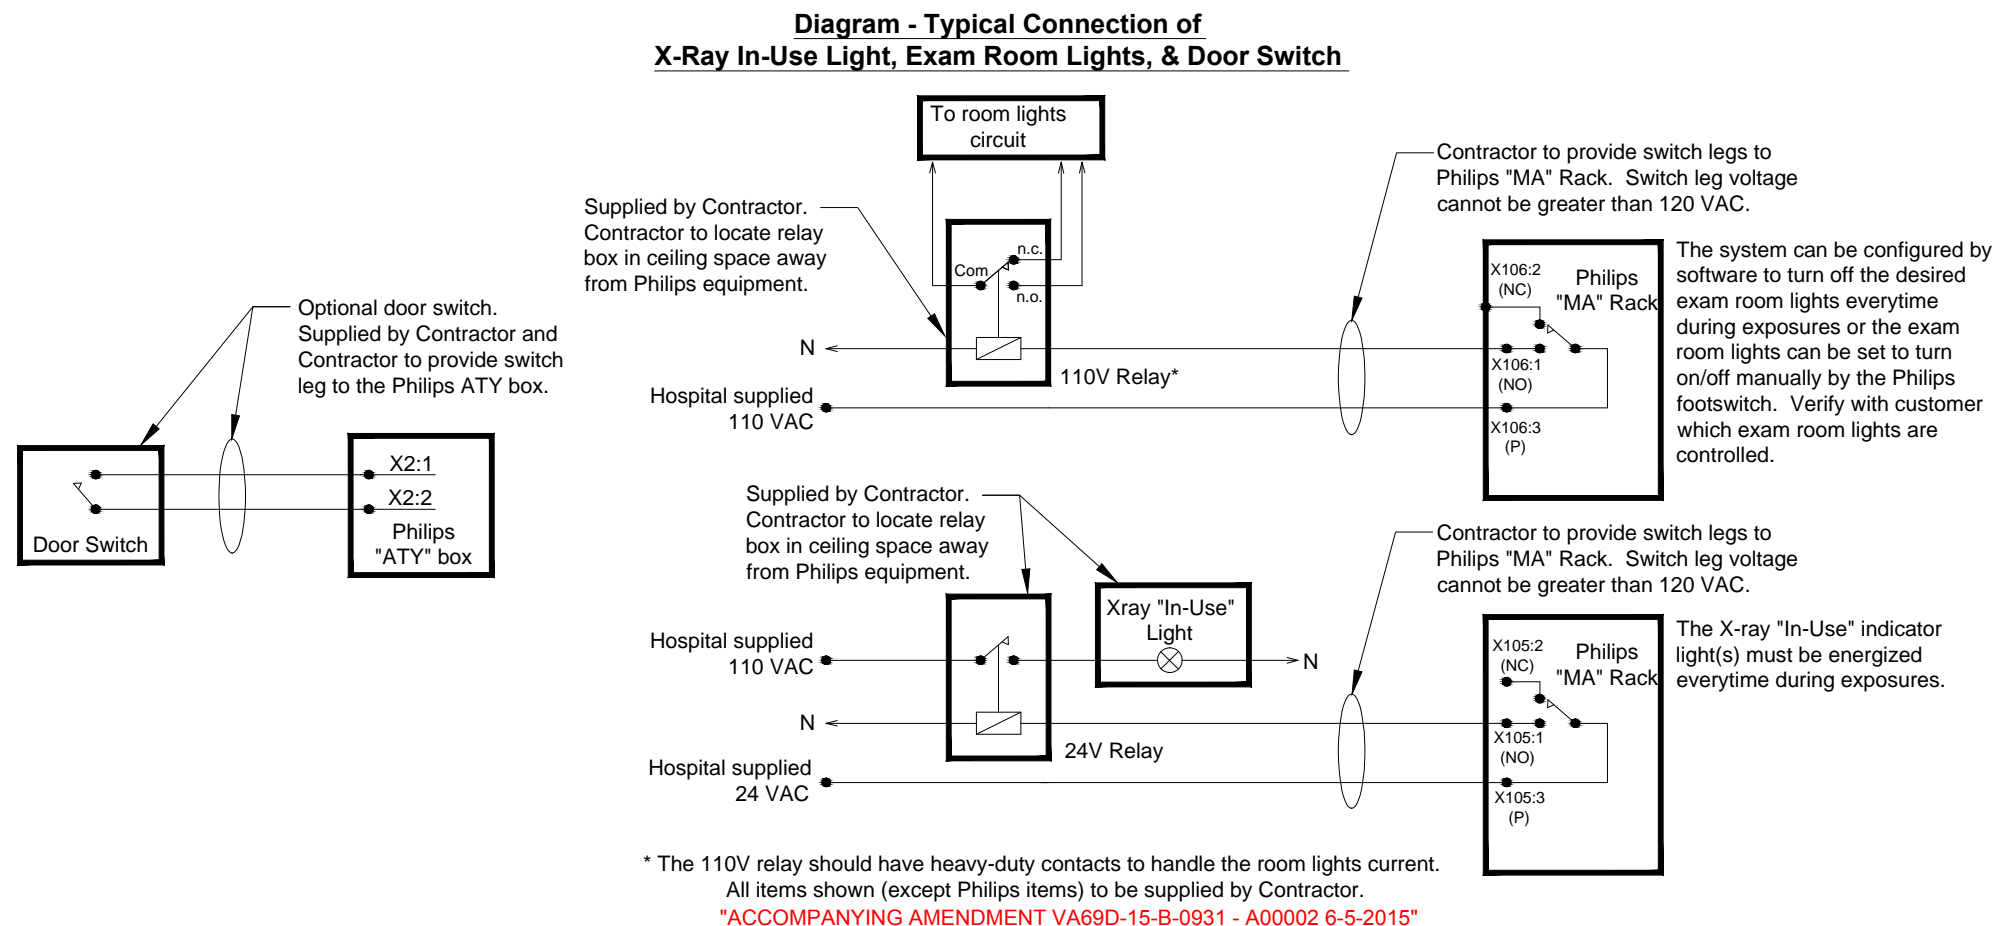 Diagram - Typical Connection of
X-Ray In-Use Light, Exam Room Lights, & Door Switch
To room lights
circuit
Supplied by Contractor.
Contractor to locate relay
box in ceiling space away
from Philips equipment.
n.c.
Com
n.o.
N
110V Relay*
Hospital supplied
110 VAC
Contractor to provide switch legs to
Philips "MA" Rack. Switch leg voltage
cannot be greater than 120 VAC.
X106:2
(NC)
Philips
"MA" Rack
X106:1
(NO)
X106:3
(P)
The system can be configured by
software to turn off the desired
exam room lights everytime
during exposures or the exam
room lights can be set to turn
on/off manually by the Philips
footswitch. Verify with customer
which exam room lights are
controlled.
Optional door switch.
Supplied by Contractor and
Contractor to provide switch
leg to the Philips ATY box.
Door Switch
X2:1
X2:2
Philips
"ATY" box
Supplied by Contractor.
Contractor to locate relay
box in ceiling space away
from Philips equipment.
Xray "In-Use"
Light
Hospital supplied
110 VAC
N
N
24V Relay
Hospital supplied
24 VAC
Contractor to provide switch legs to
Philips "MA" Rack. Switch leg voltage
cannot be greater than 120 VAC.
X105:2
(NC)
Philips
"MA" Rack
X105:1
(NO)
X105:3
(P)
The X-ray "In-Use" indicator
light(s) must be energized
everytime during exposures.
* The 110V relay should have heavy-duty contacts to handle the room lights current.
All items shown (except Philips items) to be supplied by Contractor.
"ACCOMPANYING AMENDMENT VA69D-15-B-0931 - A00002 6-5-2015"